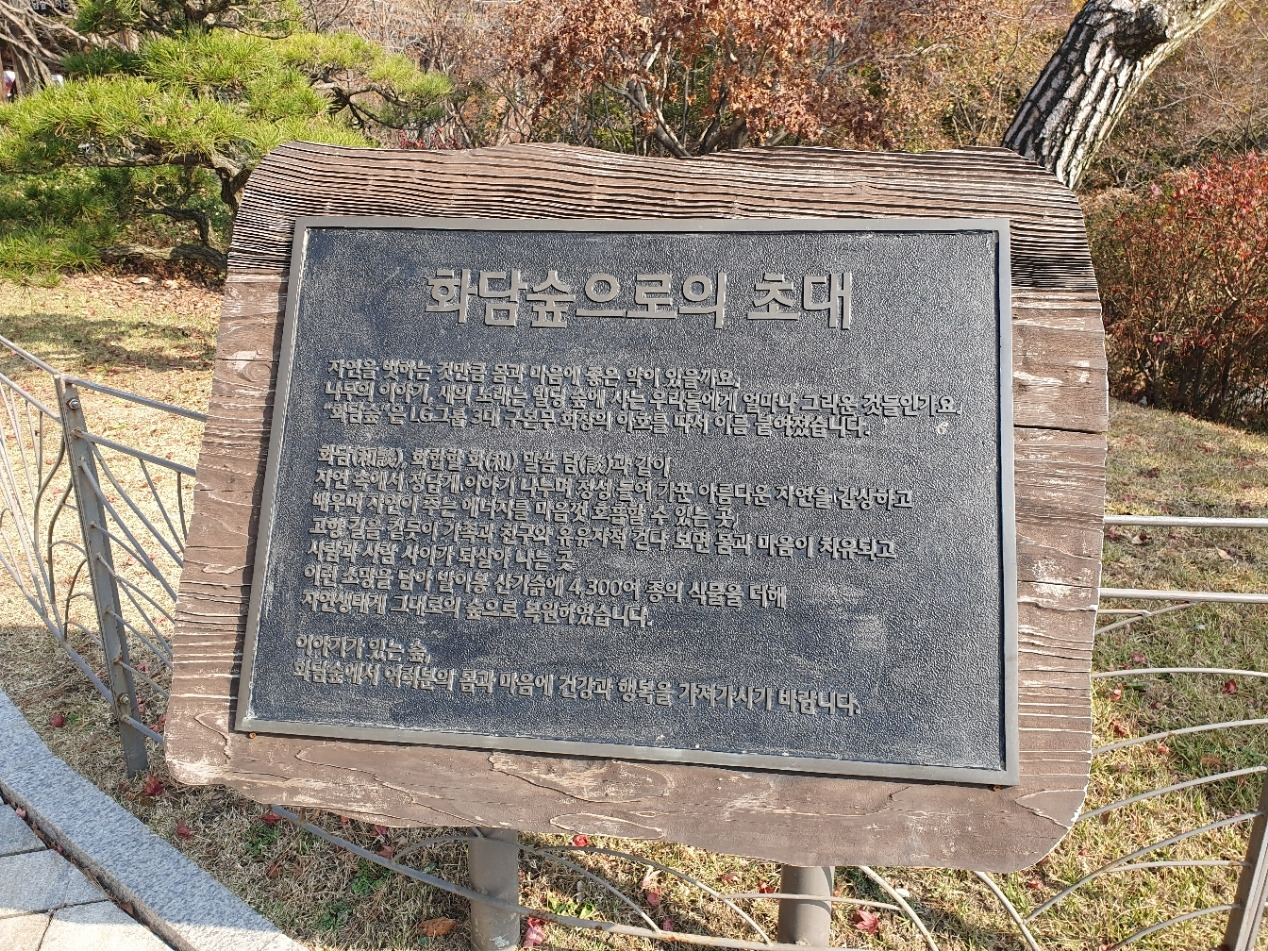 화담숲으로의 초대
자연을 벗하는 것만큼 몸과 마음에 좋은 약이 있을까요.
나무의 이야기, 새의 노래는 빌딩 숲에 사는 우리들에게 얼마나 그리운 것들인가요.
“화담숲”은 LG그룹 3대 구본무 회장의 아호를 따서 이름 붙여졌습니다.
화담(和談), 화합할 화(和) 말씀 담(談)과 같이
자연 속에서 정답게 이야기 나누며 정성 들여 가꾼 아름다운 자연을 감상하고
배우며 자연이 주는 에너지를 마음껏 호흡할 수 있는 곳,
고향 길을 걷듯이 가족과 친구와 유유자적 걷다 보면 몸과 마음이 치유되고
사람과 사람 사이가 되살아 나는 곳
이런 소망을 담아 발이봉 산기슭에 4,300여 종의 식물을 더해
자연생태계 그대로의 숲으로 복원하였습니다.
이야기가 있는 숲,
화담숲에서 여러분의 몸과 마음에 건강과 행복을 가져가시기 바랍니다.